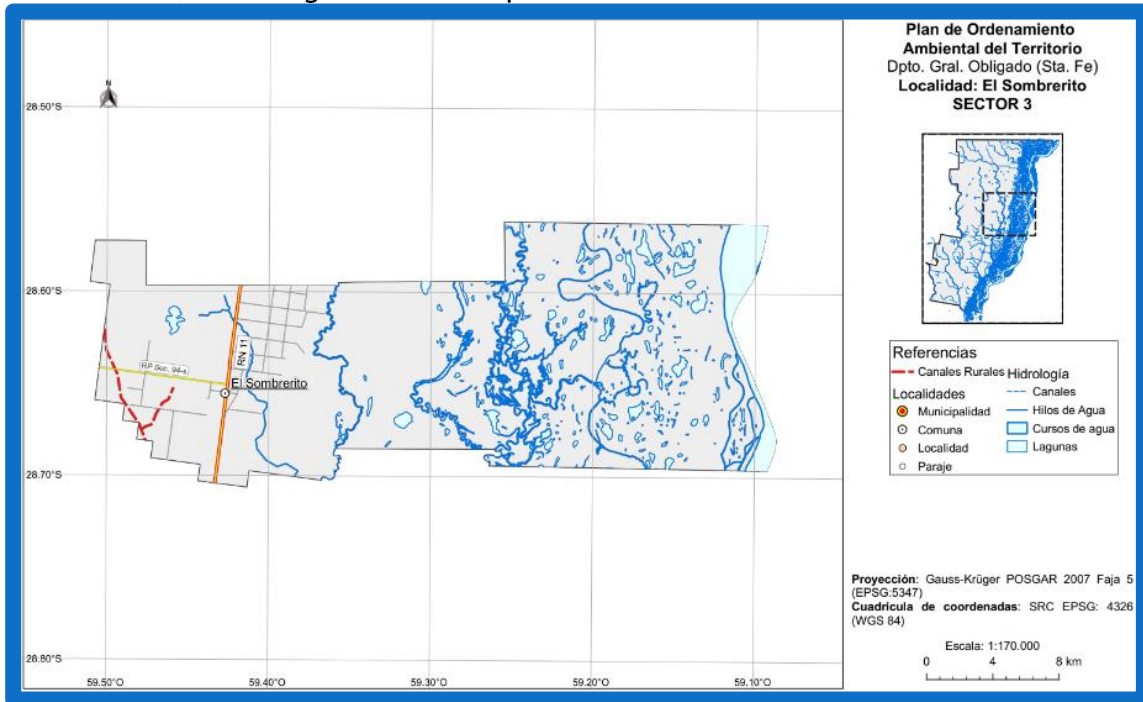 N
28.50°S
28.60°S
28.70°S
28.80°S
59.50°O
59.40°O
59.30°O
59.20°O
59.10°O
RN 11
RP Sec. 94-s
El Sombrerito
Plan de Ordenamiento
Ambiental del Territorio
Dpto. Gral. Obligado (Sta. Fe)
Localidad: El Sombrerito
SECTOR 3
Referencias
Canales Rurales
Localidades
Municipalidad
Comuna
Localidad
Paraje
Hidrología
Canales
Hilos de Agua
Cursos de agua
Lagunas
Proyección: Gauss-Krüger POSGAR 2007 Faja 5
(EPSG:5347)
Cuadrícula de coordenadas: SRC EPSG: 4326
(WGS 84)
Escala: 1:170.000
0 4 8 km